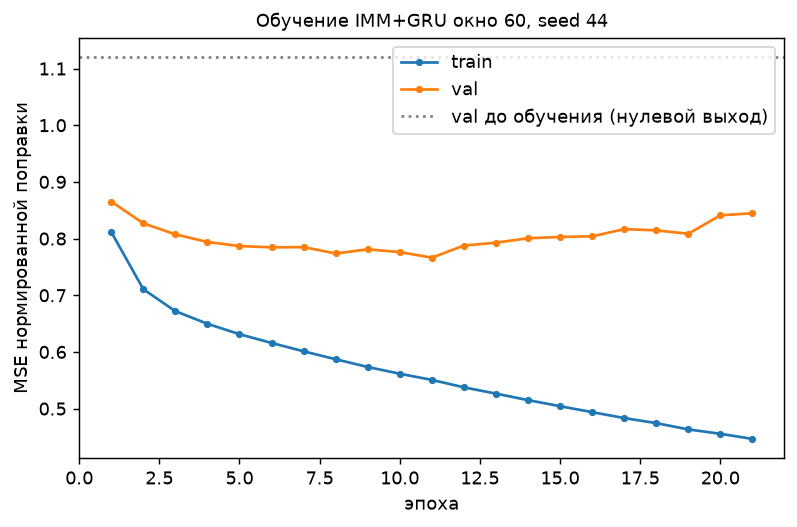 Обучение IMM+GRU окно 60, seed 44
MSE нормированной поправки
1.1
1.0
0.9
0.8
0.7
0.6
0.5
train
val
val до обучения (нулевой выход)
0.0 2.5 5.0 7.5 10.0 12.5 15.0 17.5 20.0
эпоха